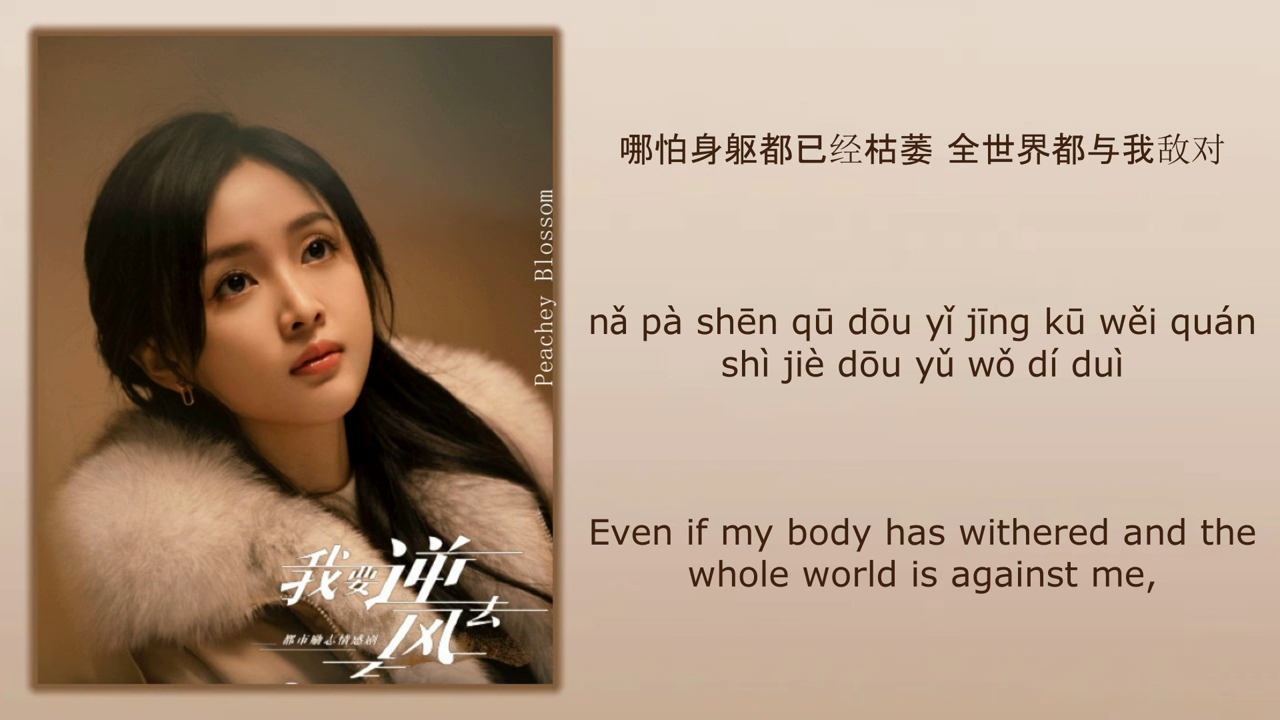 哪怕身躯都已经枯萎 全世界都与我敌对
nǎ pà shēn qū dōu yǐ jīng kū wěi quán
shì jiè dōu yǔ wǒ dí duì
Even if my body has withered and the
whole world is against me,
Peachey Blossom
我要逆风去
都市励志情感剧